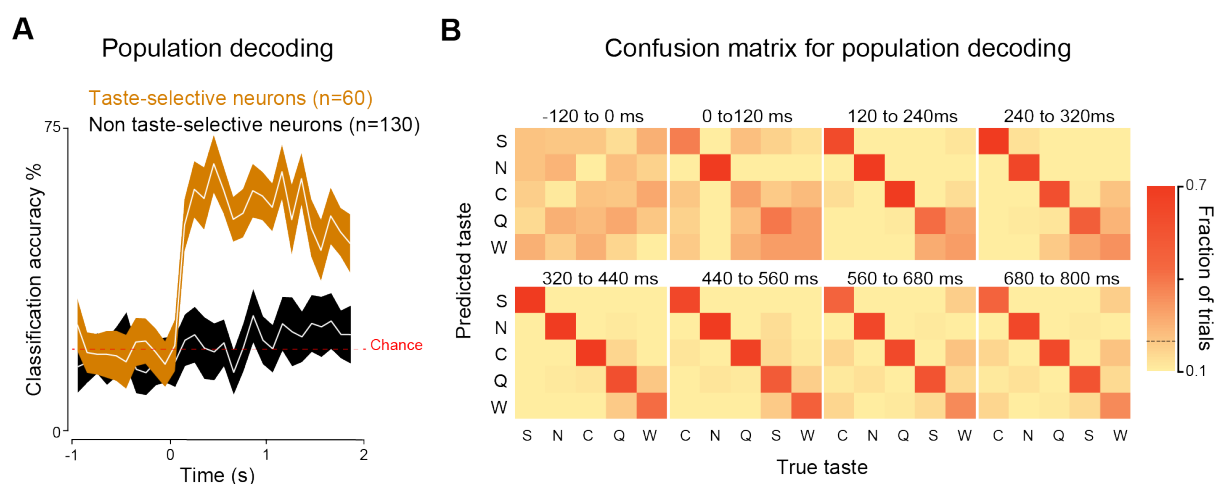 A
Population decoding
Taste-selective neurons (n=60)
Non taste-selective neurons (n=130)
75
Classification accuracy %
Chance
0
-1 0 1 2
Time (s)
B
Confusion matrix for population decoding
-120 to 0 ms 0 to120 ms 120 to 240ms 240 to 320ms
S
N
C
Q
W
320 to 440 ms 440 to 560 ms 560 to 680 ms 680 to 800 ms
S
N
C
Q
W
Predicted taste
S N C Q W C N Q S W C N Q S W C N Q S W
True taste
0.7
Fraction of trials
0.1